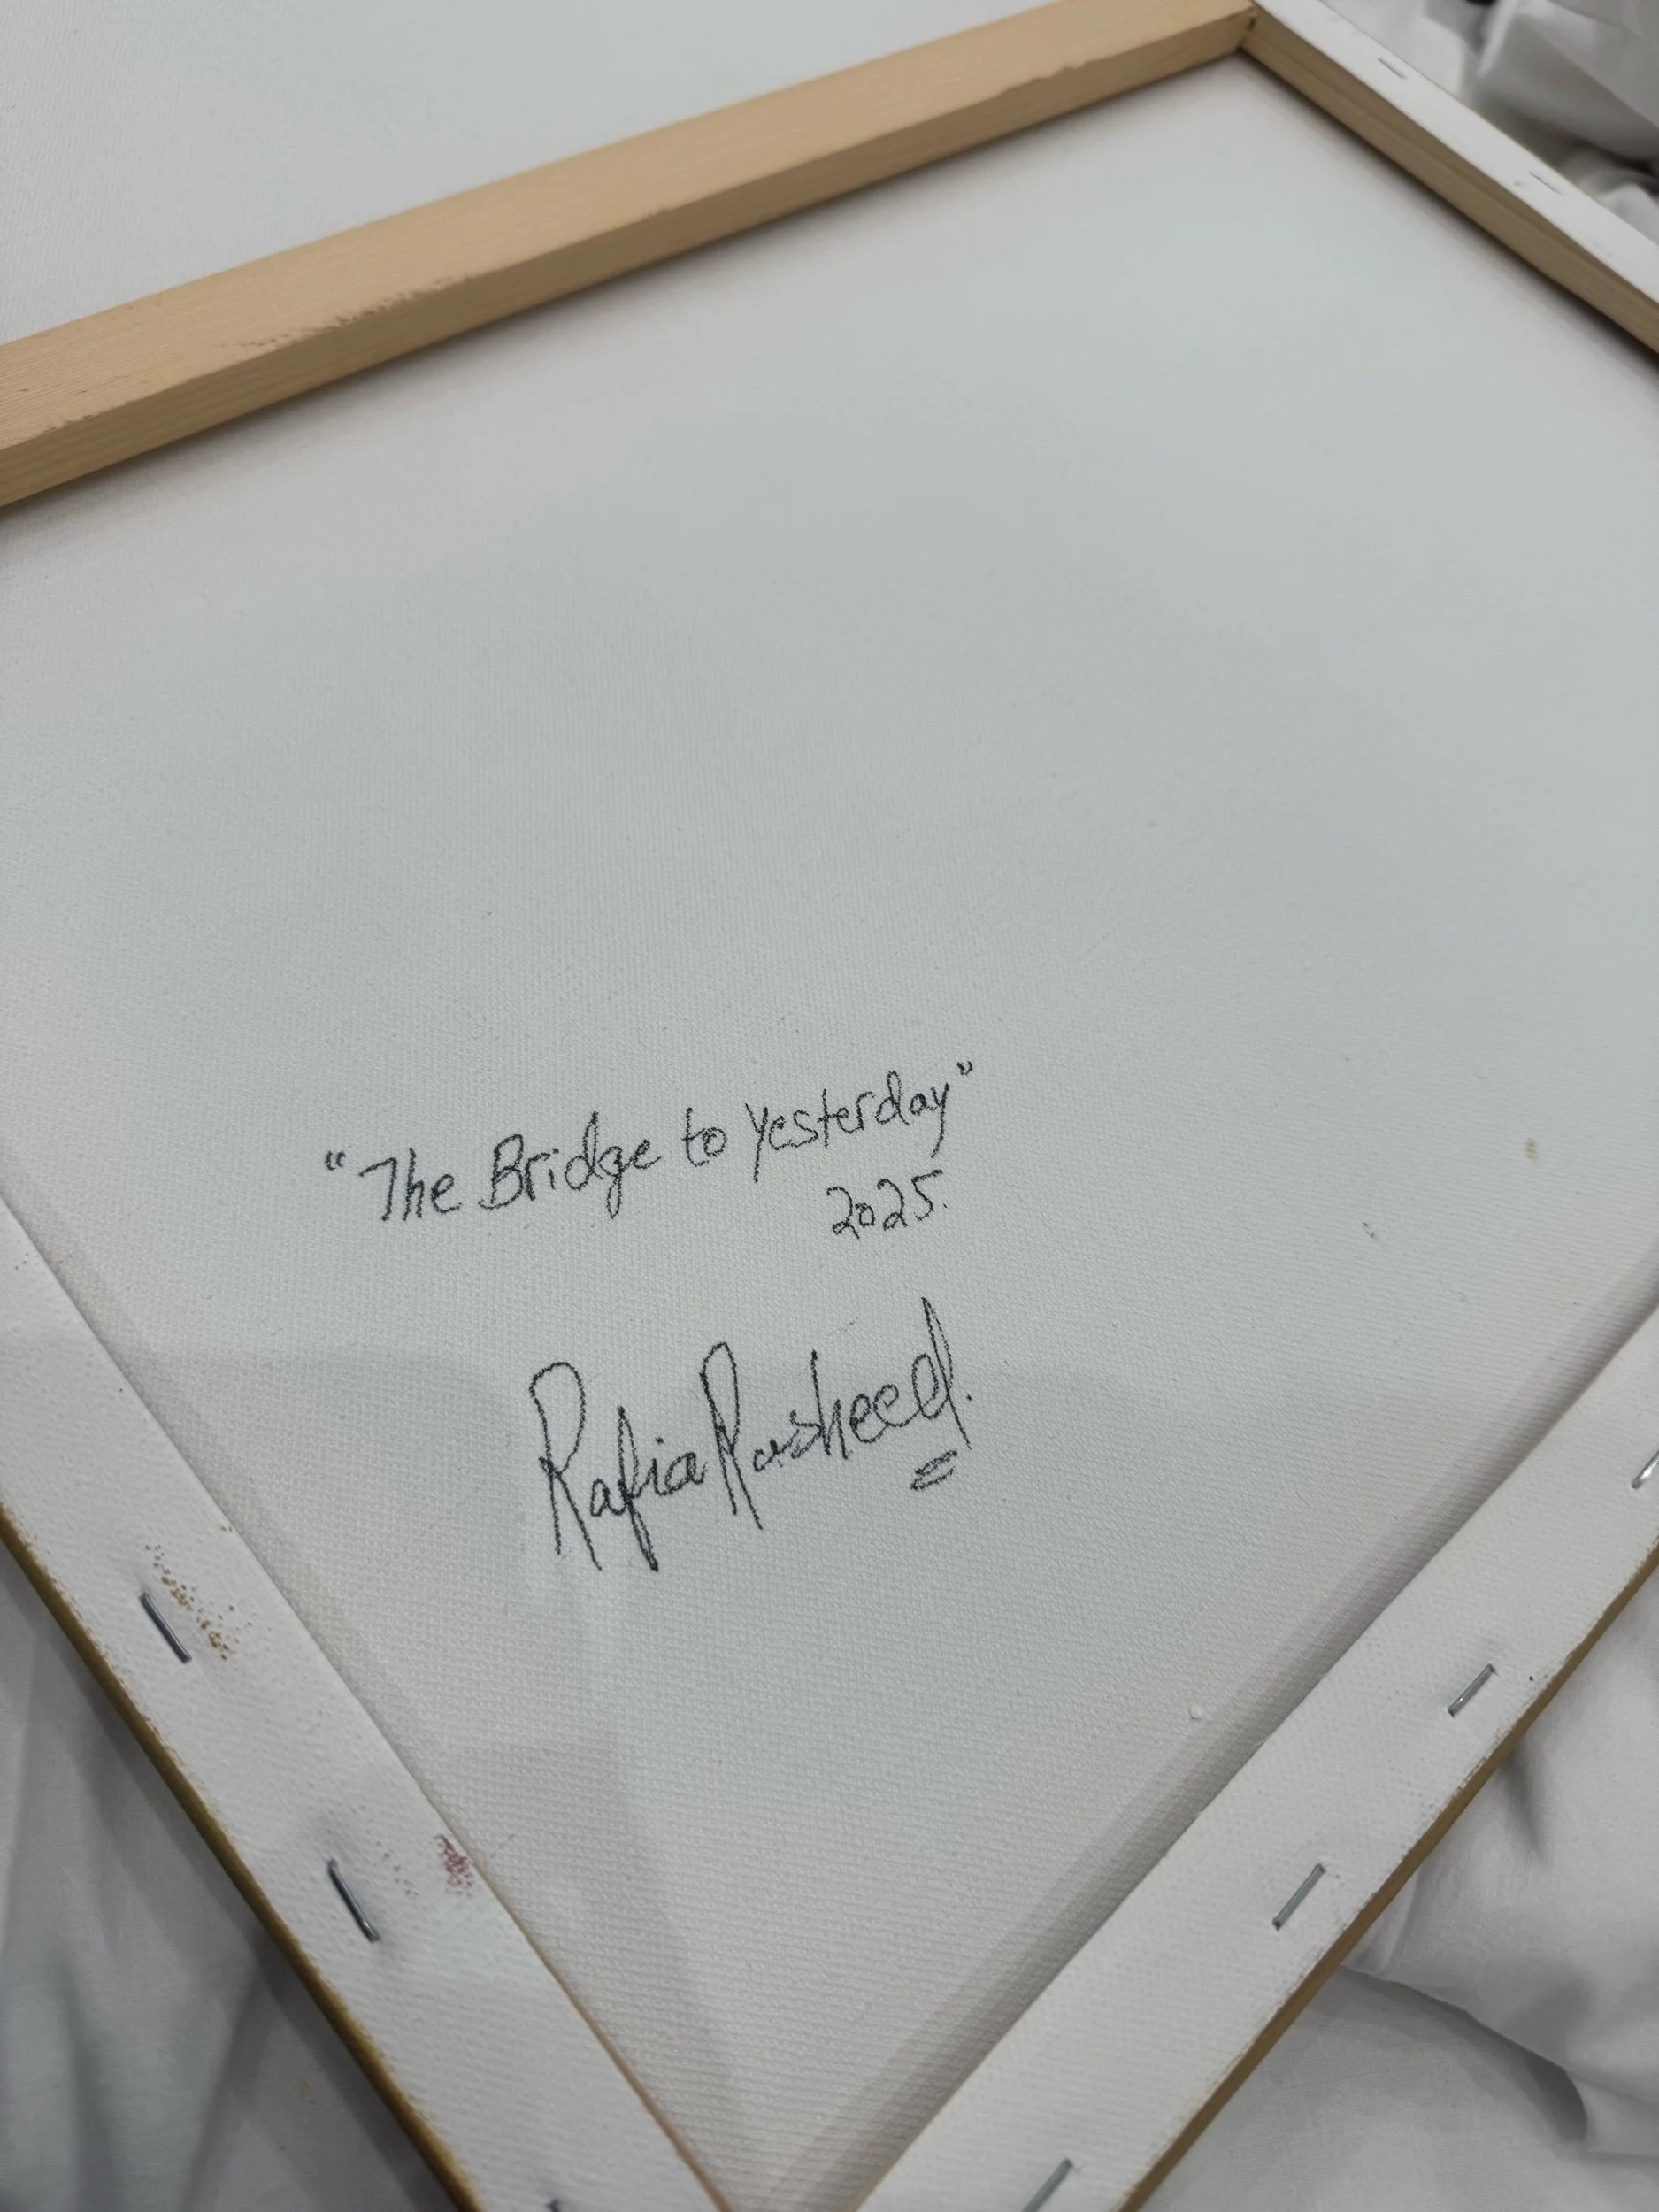 "The Bridge to Yesterday"
2025.
Rafia Rasheed.